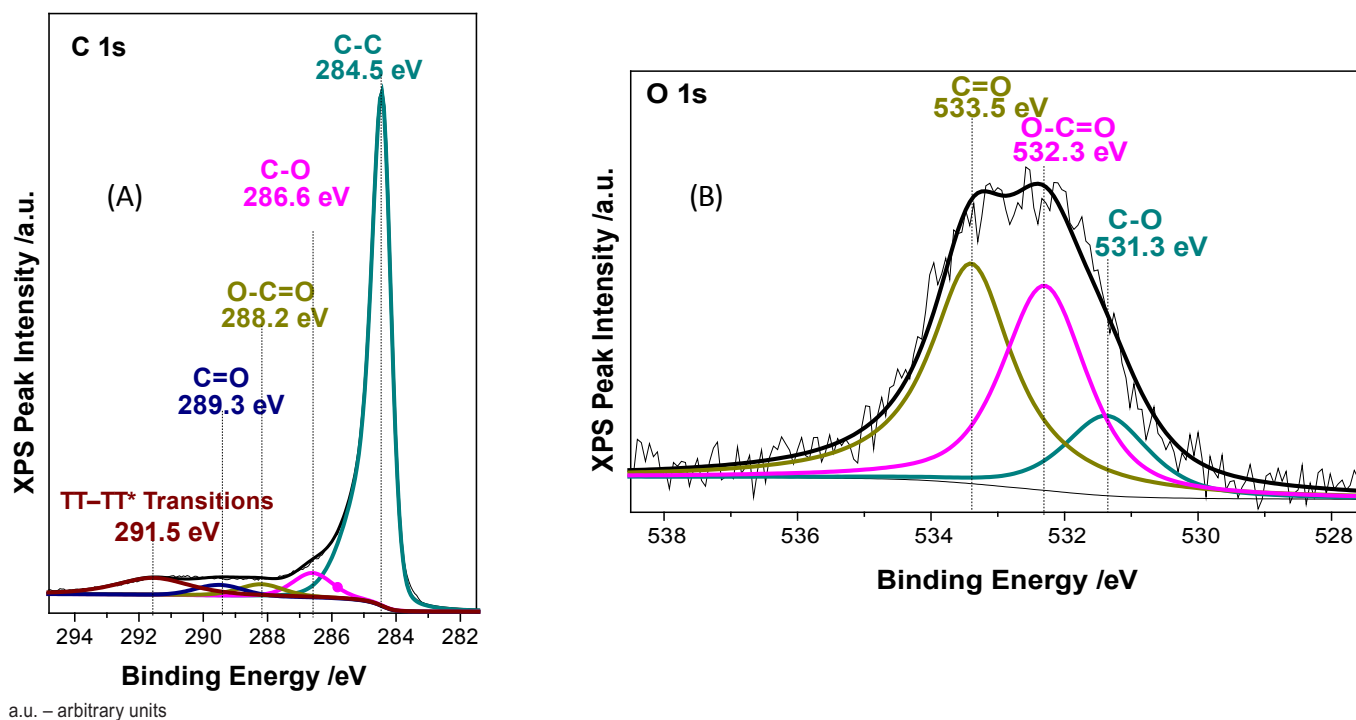 C 1s
C-C
284.5 eV
C-O
286.6 eV
(A)
O-C=O
288.2 eV
C=O
289.3 eV
TT–TT* Transitions
291.5 eV
XPS Peak Intensity /a.u.
294 292 290 288 286 284 282
Binding Energy /eV
a.u. – arbitrary units
O 1s
C=O
533.5 eV
O-C=O
532.3 eV
(B)
C-O
531.3 eV
XPS Peak Intensity /a.u.
538 536 534 532 530 528
Binding Energy /eV